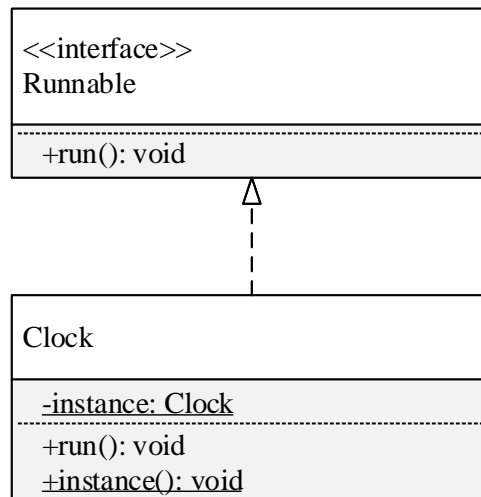 <<interface>>
Runnable
+run(): void
Clock
-instance: Clock
+run(): void
+instance(): void